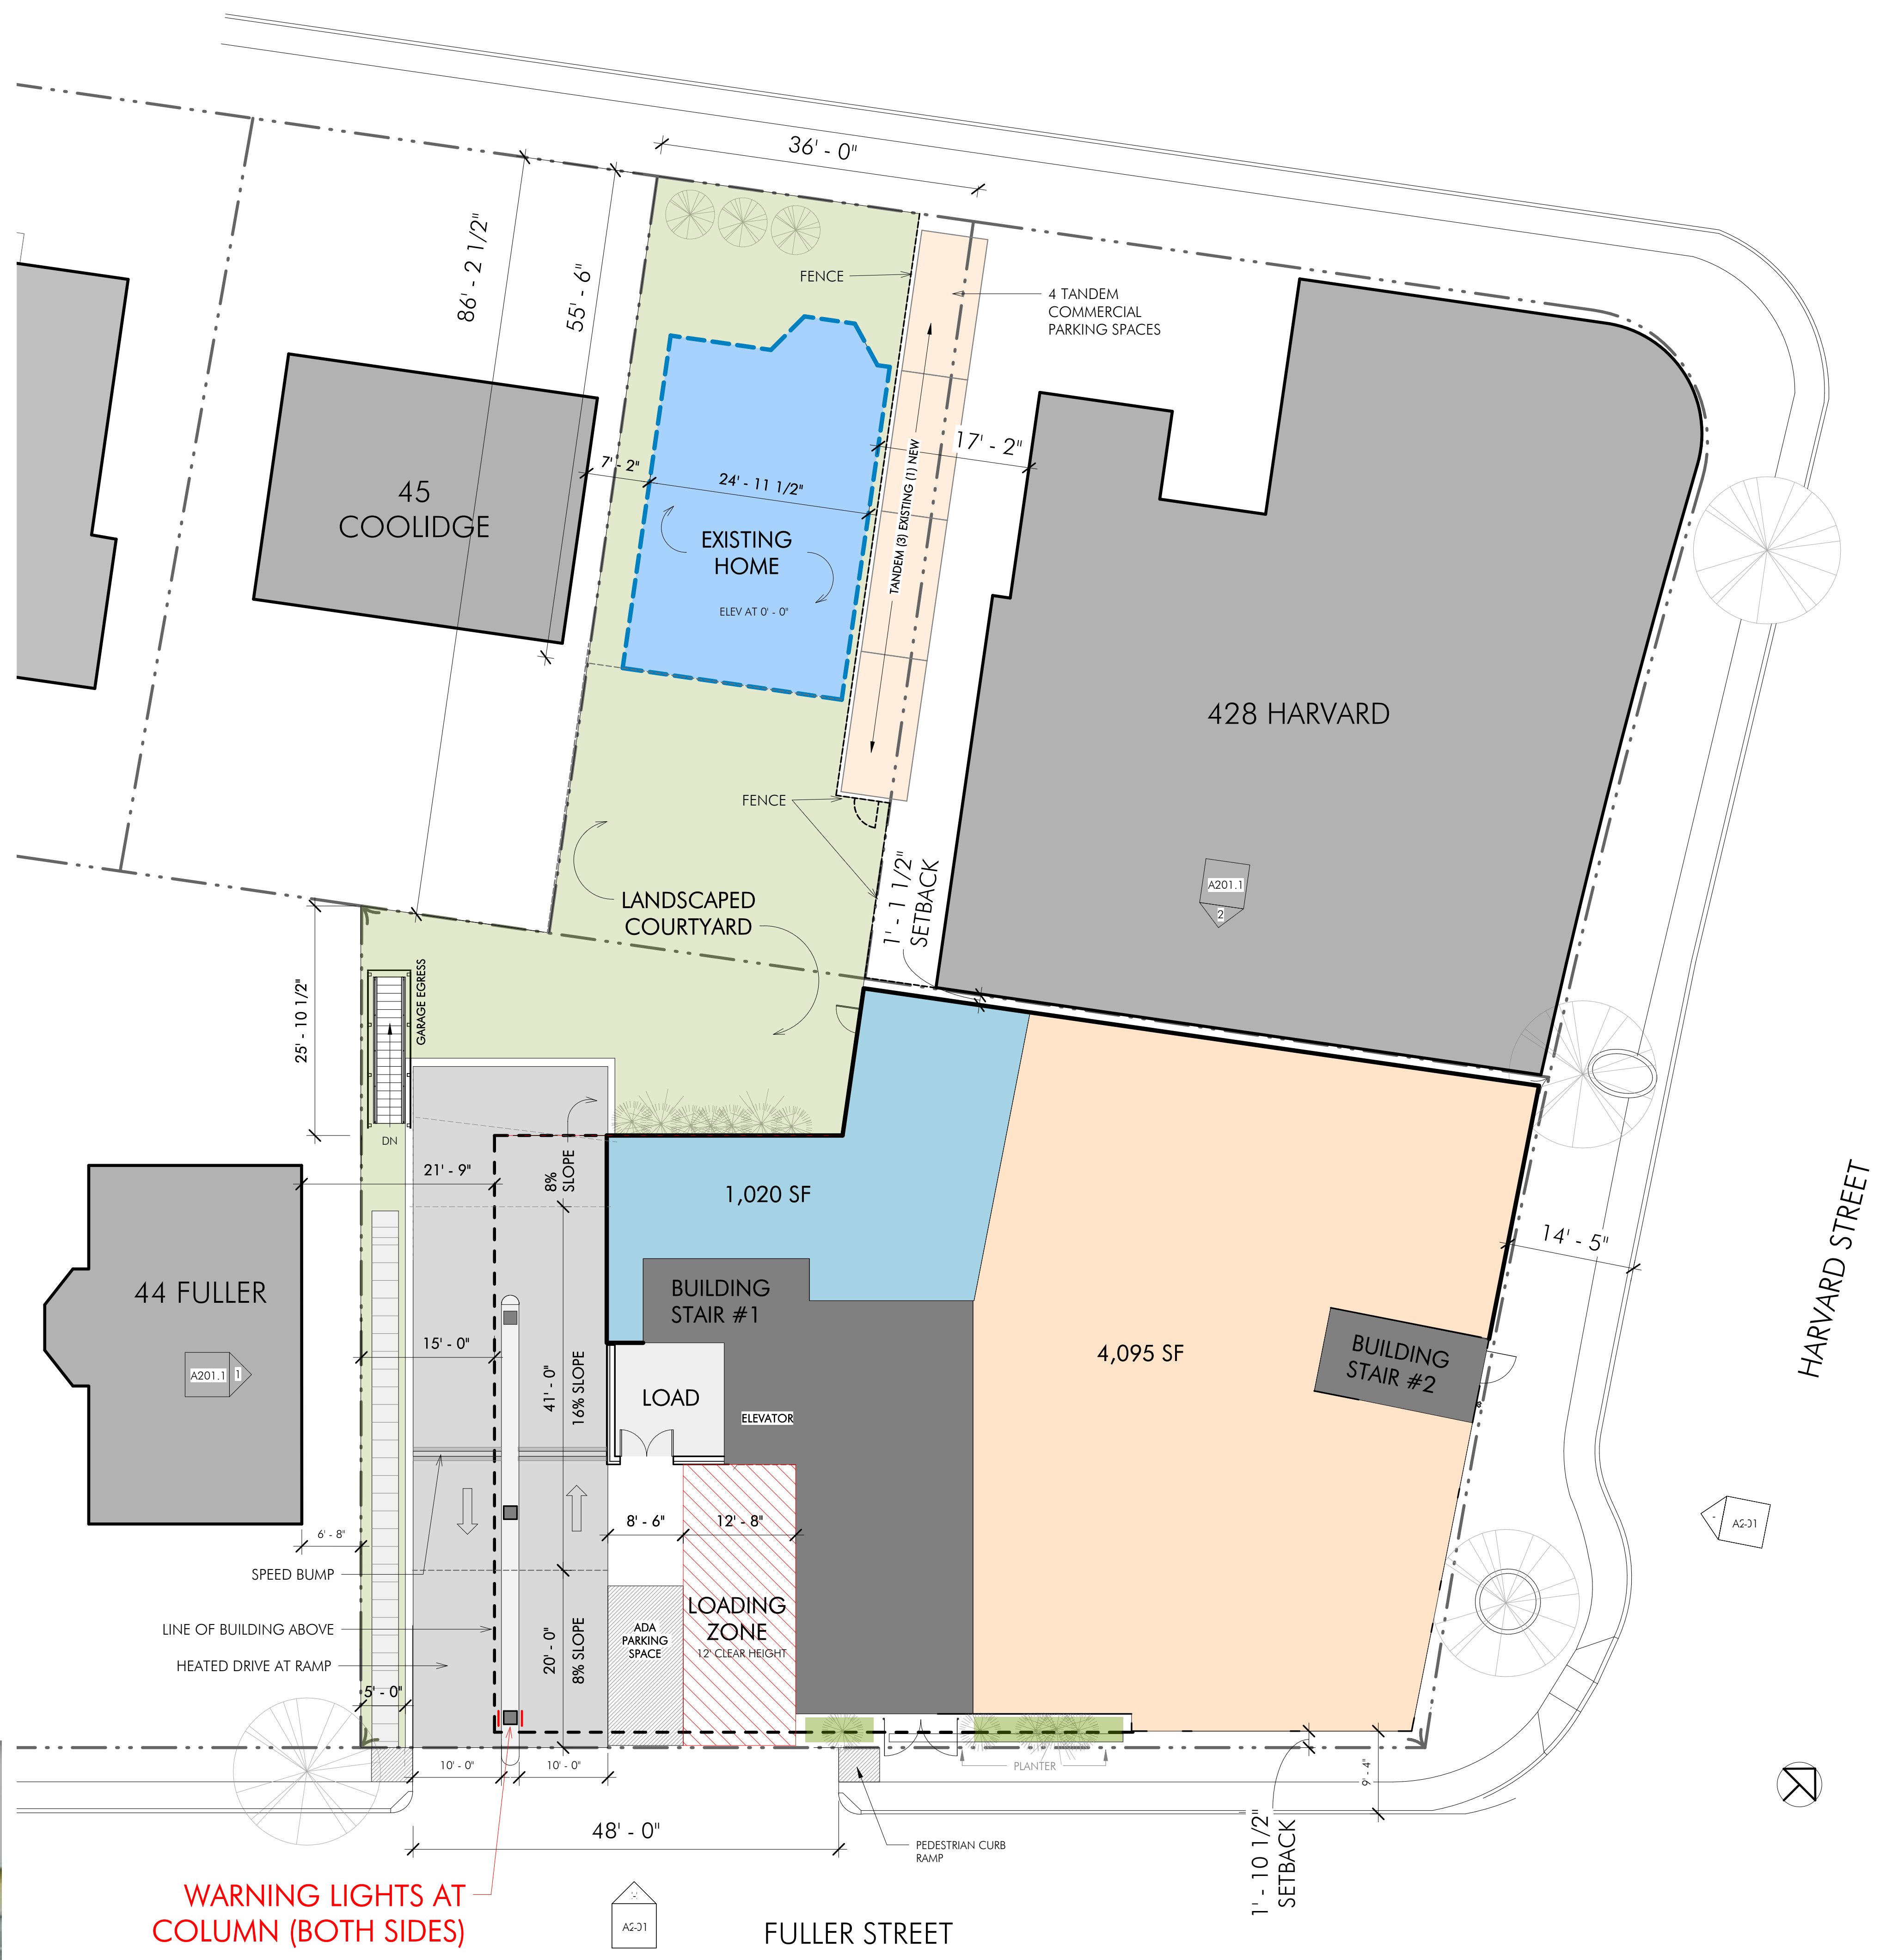 36' - 0"
86' - 2 1/2"
55' - 6"
FENCE
4 TANDEM
COMMERCIAL
PARKING SPACES
17' - 2"
7' - 2"
24' - 11 1/2"
45
COOLIDGE
EXISTING
HOME
ELEV AT 0' - 0"
TANDEM (3) EXISTING (1) NEW
428 HARVARD
FENCE
1' - 1 1/2"
SETBACK
A201.1
2
LANDSCAPED
COURTYARD
25' - 10 1/2"
GARAGE EGRESS
DN
21' - 9"
8%
SLOPE
1,020 SF
14' - 5"
HARVARD STREET
44 FULLER
BUILDING
STAIR #1
BUILDING
STAIR #2
15' - 0"
4,095 SF
A201.1
1
41' - 0"
16% SLOPE
LOAD
ELEVATOR
6' - 8"
8' - 6"
12' - 8"
A2-01
SPEED BUMP
LOADING
ZONE
12' CLEAR HEIGHT
ADA
PARKING
SPACE
LINE OF BUILDING ABOVE
20' - 0"
8% SLOPE
HEATED DRIVE AT RAMP
5' - 0"
10' - 0"
10' - 0"
PLANTER
9' - 4"
48' - 0"
PEDESTRIAN CURB
RAMP
1' - 10 1/2"
SETBACK
WARNING LIGHTS AT
COLUMN (BOTH SIDES)
A2-01
FULLER STREET